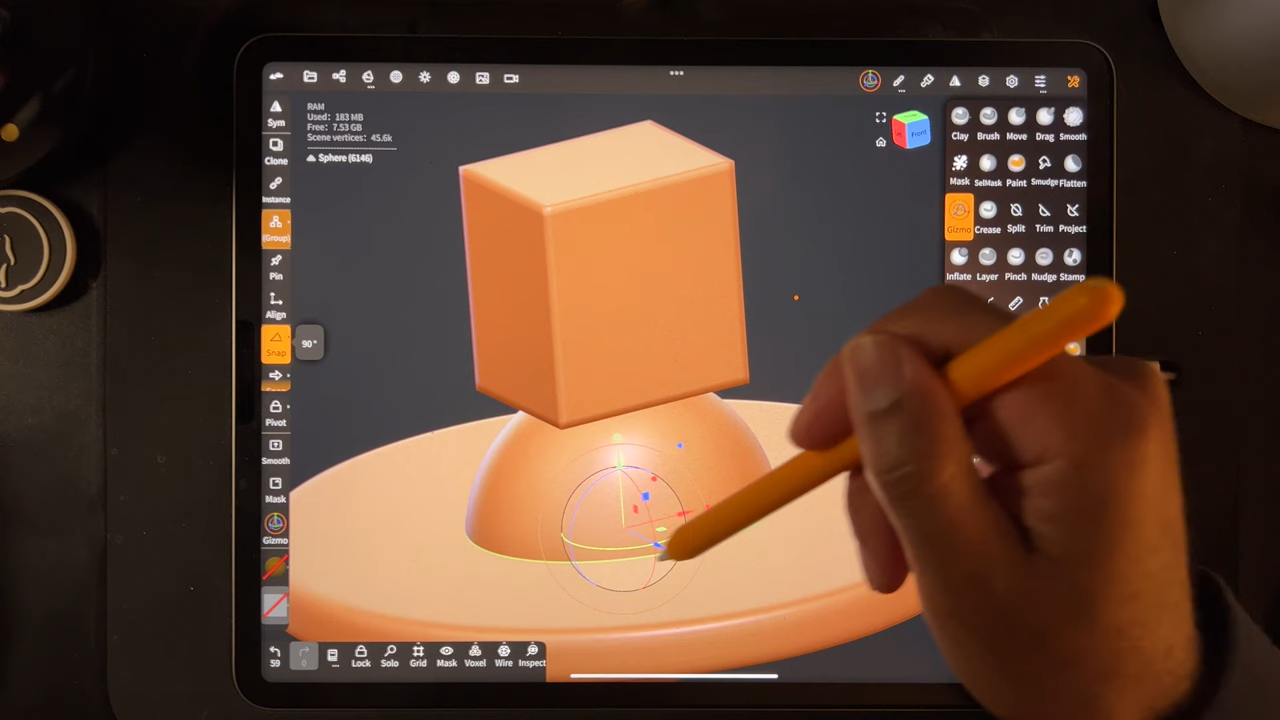 RAM
Used: 183 MB
Free: 7.53 GB
Scene vertices: 45.6k
Sphere (6146)
Sym
Clone
Instance
(Group)
Pin
Align
Snap
90°
Pivot
Smooth
Mask
Gizmo
Front
Clay Brush Move Drag Smooth
Mask SelMask Paint Smudge Flatten
Gizmo Crease Split Trim Project
Inflate Layer Pinch Nudge Stamp
59 0 Lock Solo Grid Mask Voxel Wire Inspect